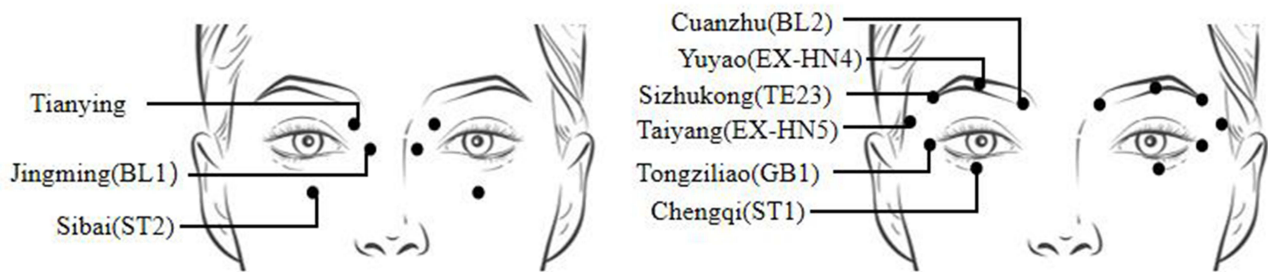 Tianying
Jingming(BL1)
Sibai(ST2)
Cuanzhu(BL2)
Yuyao(EX-HN4)
Sizhukong(TE23)
Taiyang(EX-HN5)
Tongziliao(GB1)
Chengqi(ST1)